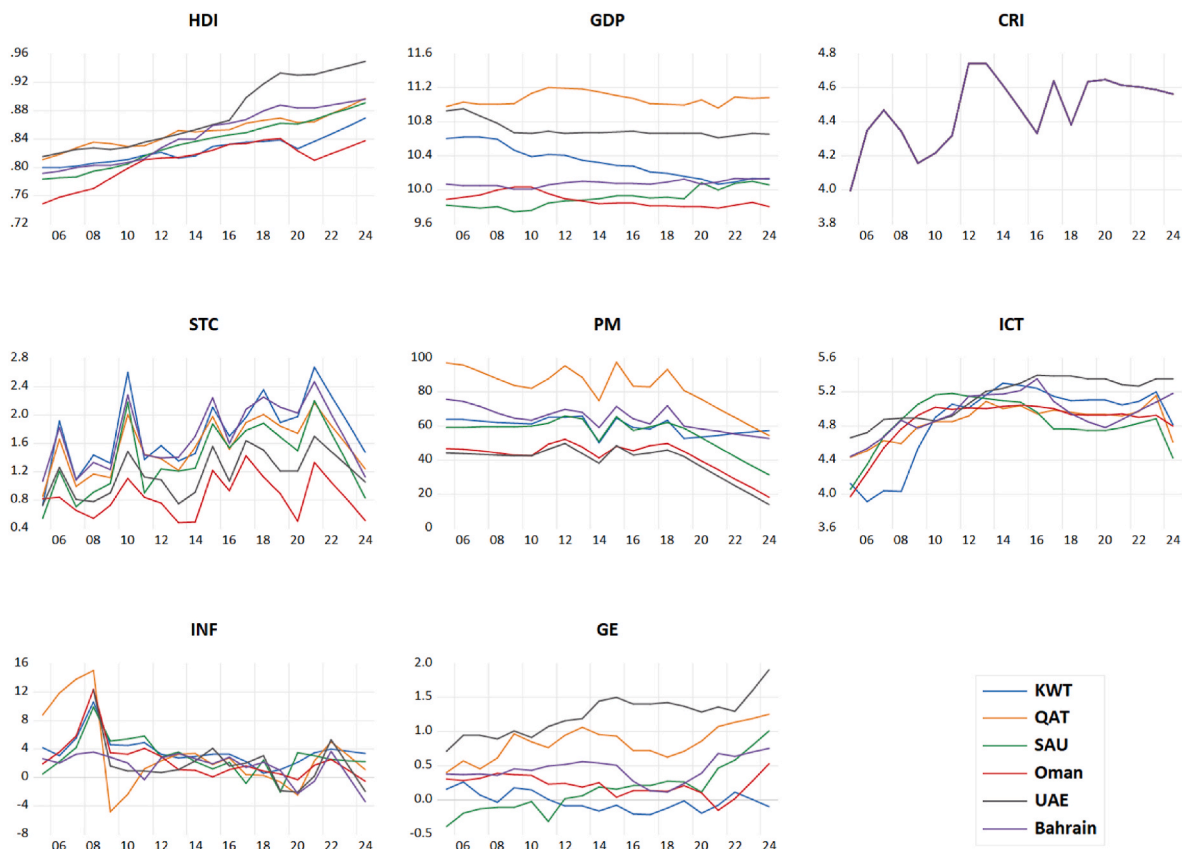 HDI
GDP
CRI
.96
.92
.88
.84
.80
.76
.72
06 08 10 12 14 16 18 20 22 24
11.6
11.2
10.8
10.4
10.0
9.6
06 08 10 12 14 16 18 20 22 24
4.8
4.6
4.4
4.2
4.0
3.8
06 08 10 12 14 16 18 20 22 24
STC
PM
ICT
2.8
2.4
2.0
1.6
1.2
0.8
0.4
06 08 10 12 14 16 18 20 22 24
100
80
60
40
20
0
06 08 10 12 14 16 18 20 22 24
5.6
5.2
4.8
4.4
4.0
3.6
06 08 10 12 14 16 18 20 22 24
INF
GE
16
12
8
4
0
-4
-8
06 08 10 12 14 16 18 20 22 24
2.0
1.5
1.0
0.5
0.0
-0.5
06 08 10 12 14 16 18 20 22 24
KWT
QAT
SAU
Oman
UAE
Bahrain